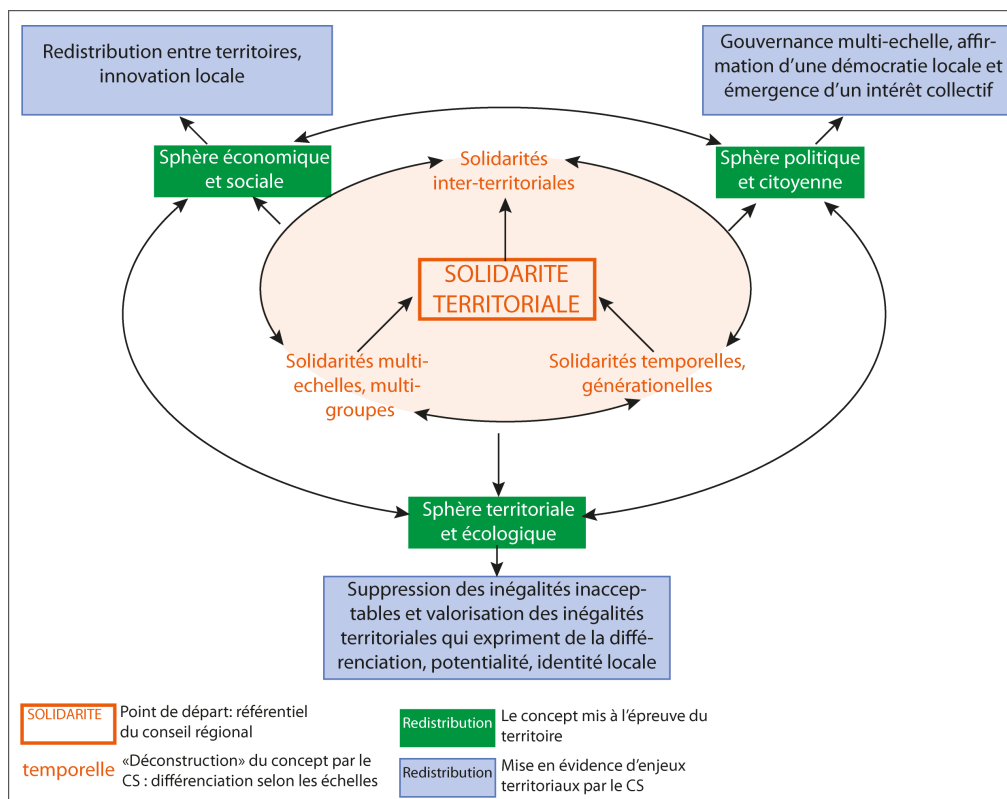 Redistribution entre territoires,
innovation locale
Gouvernance multi-echelle, affir-
mation d'une démocratie locale et
émergence d'un intérêt collectif
Sphère économique
et sociale
Solidarités
inter-territoriales
Sphère politique
et citoyenne
SOLIDARITE
TERRITORIALE
Solidarités multi-
echelles, multi-
groupes
Solidarités temporelles,
générationelles
Sphère territoriale
et écologique
Suppression des inégalités inaccep-
tables et valorisation des inégalités
territoriales qui expriment de la diffé-
renciation, potentialité, identité locale
SOLIDARITE
Point de départ: référentiel
du conseil régional
temporelle
«Déconstruction» du concept par le
CS : différenciation selon les échelles
Redistribution
Le concept mis à l'épreuve du
territoire
Redistribution
Mise en évidence d'enjeux
territoriaux par le CS